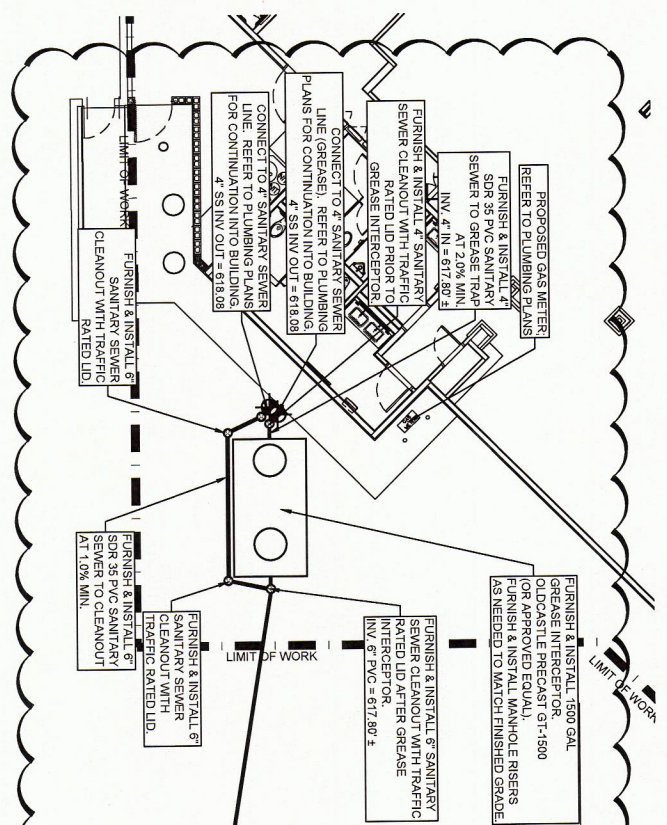 PROPOSED GAS METER.
REFER TO PLUMBING PLANS
FURNISH & INSTALL 4"
SDR 35 PVC SANITARY
SEWER TO GREASE TRAP
AT 2.0% MIN.
INV. 4" IN = 617.80' ±
FURNISH & INSTALL 4" SANITARY
SEWER CLEANOUT WITH TRAFFIC
RATED LID PRIOR TO
GREASE INTERCEPTOR.
CONNECT TO 4" SANITARY SEWER
LINE (GREASE). REFER TO PLUMBING
PLANS FOR CONTINUATION INTO BUILDING.
4" SS INV OUT = 618.08
CONNECT TO 4" SANITARY SEWER
LINE. REFER TO PLUMBING PLANS
FOR CONTINUATION INTO BUILDING.
4" SS INV OUT = 618.08
LIMIT OF WORK
FURNISH & INSTALL 6"
SANITARY SEWER
CLEANOUT WITH TRAFFIC
RATED LID.
FURNISH & INSTALL 1500 GAL
GREASE INTERCEPTOR.
OLDCASTLE PRECAST GT-1500
(OR APPROVED EQUAL).
FURNISH & INSTALL MANHOLE RISERS
AS NEEDED TO MATCH FINISHED GRADE.
LIMIT OF WORK
FURNISH & INSTALL 6" SANITARY
SEWER CLEANOUT WITH TRAFFIC
RATED LID AFTER GREASE
INTERCEPTOR.
INV. 6" PVC = 617.80' ±
LIMIT OF WORK
FURNISH & INSTALL 6"
SANITARY SEWER
CLEANOUT WITH
TRAFFIC RATED LID.
FURNISH & INSTALL 6"
SDR 35 PVC SANITARY
SEWER TO CLEANOUT
AT 1.0% MIN.